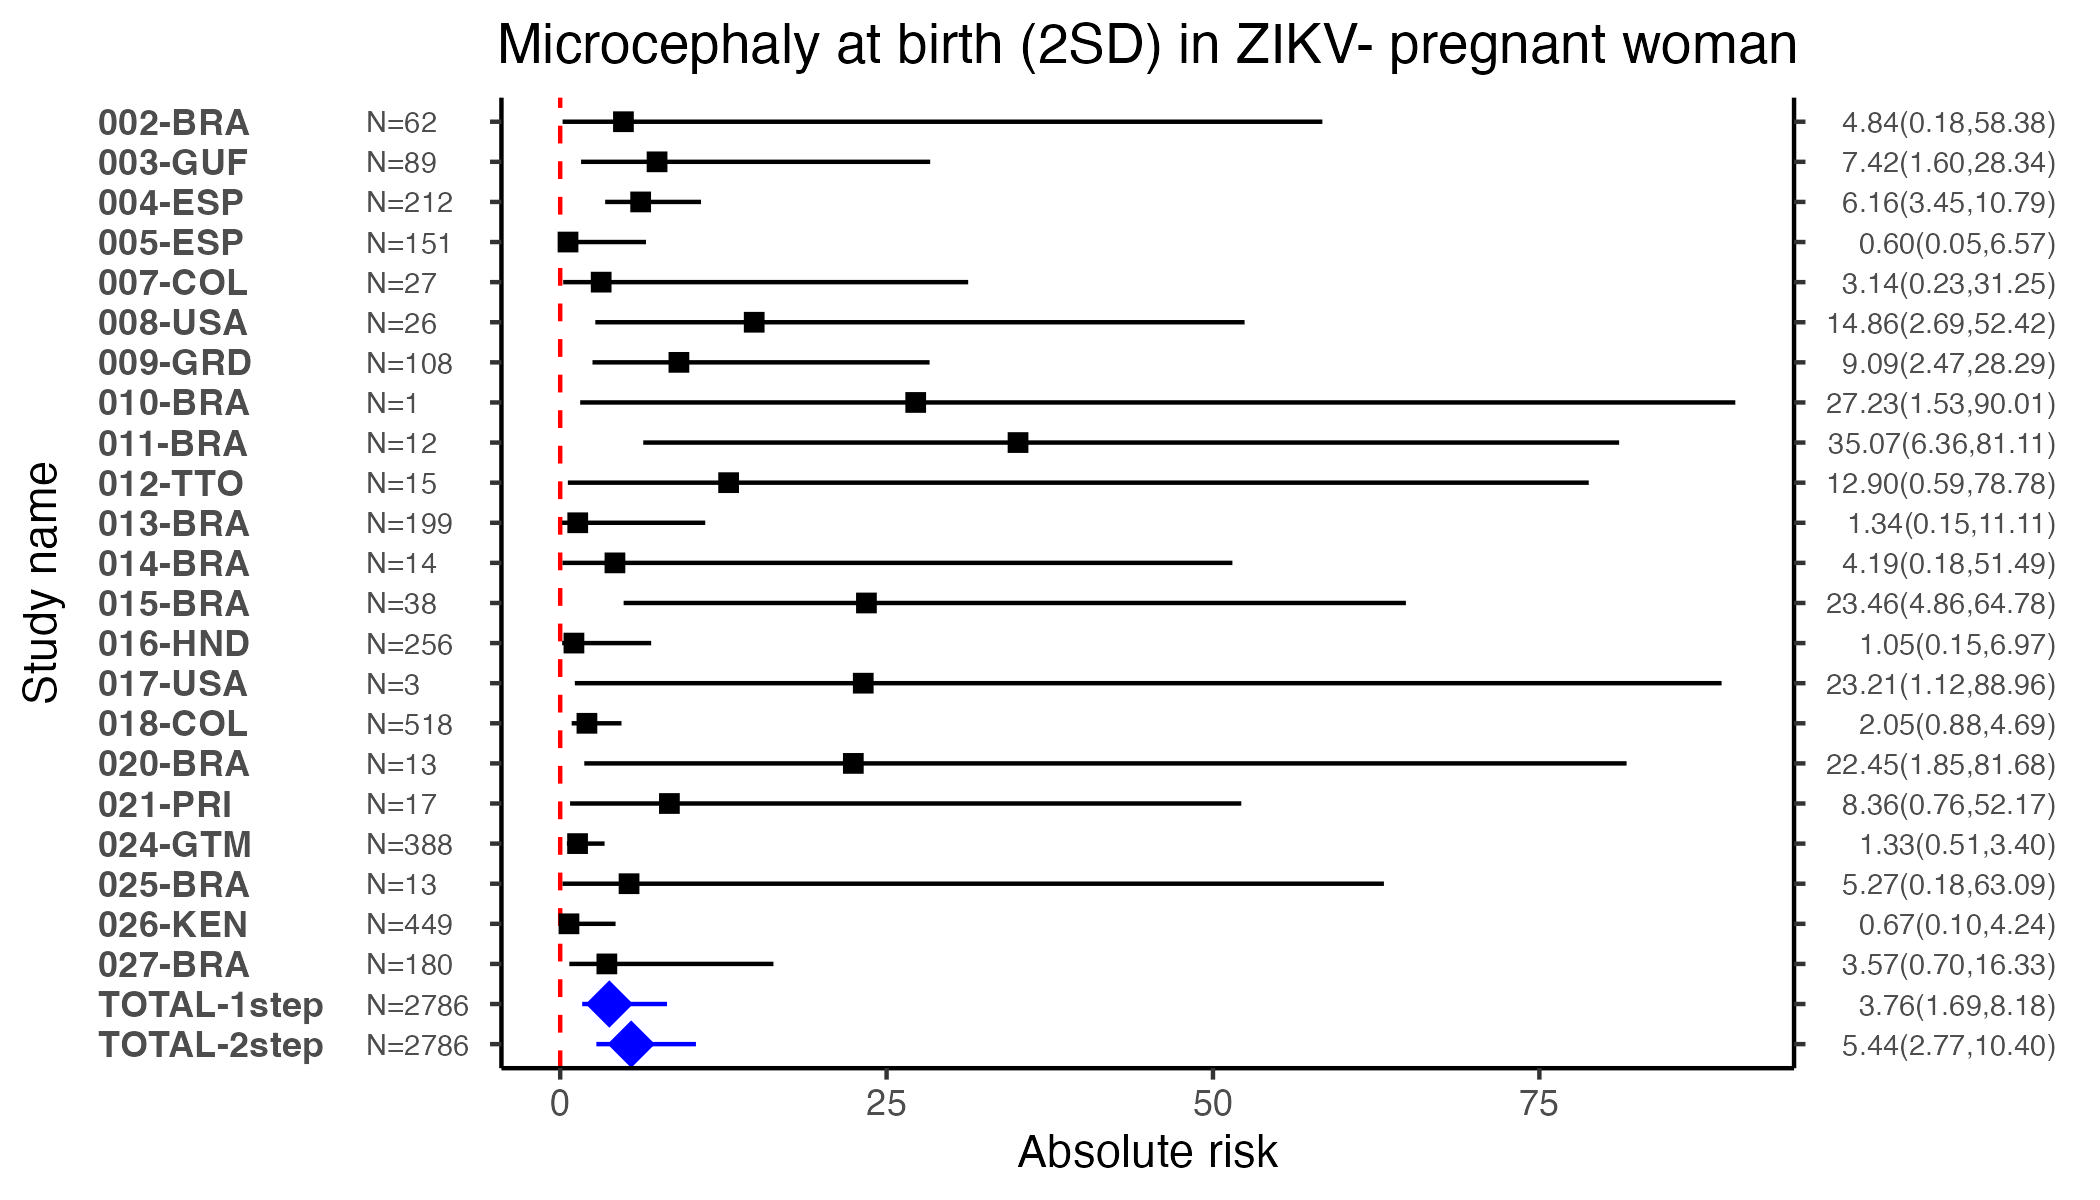 Microcephaly at birth (2SD) in ZIKV- pregnant woman
Study name
002-BRA N=62 4.84(0.18,58.38)
003-GUF N=89 7.42(1.60,28.34)
004-ESP N=212 6.16(3.45,10.79)
005-ESP N=151 0.60(0.05,6.57)
007-COL N=27 3.14(0.23,31.25)
008-USA N=26 14.86(2.69,52.42)
009-GRD N=108 9.09(2.47,28.29)
010-BRA N=1 27.23(1.53,90.01)
011-BRA N=12 35.07(6.36,81.11)
012-TTO N=15 12.90(0.59,78.78)
013-BRA N=199 1.34(0.15,11.11)
014-BRA N=14 4.19(0.18,51.49)
015-BRA N=38 23.46(4.86,64.78)
016-HND N=256 1.05(0.15,6.97)
017-USA N=3 23.21(1.12,88.96)
018-COL N=518 2.05(0.88,4.69)
020-BRA N=13 22.45(1.85,81.68)
021-PRI N=17 8.36(0.76,52.17)
024-GTM N=388 1.33(0.51,3.40)
025-BRA N=13 5.27(0.18,63.09)
026-KEN N=449 0.67(0.10,4.24)
027-BRA N=180 3.57(0.70,16.33)
TOTAL-1step N=2786 3.76(1.69,8.18)
TOTAL-2step N=2786 5.44(2.77,10.40)
0 25 50 75
Absolute risk